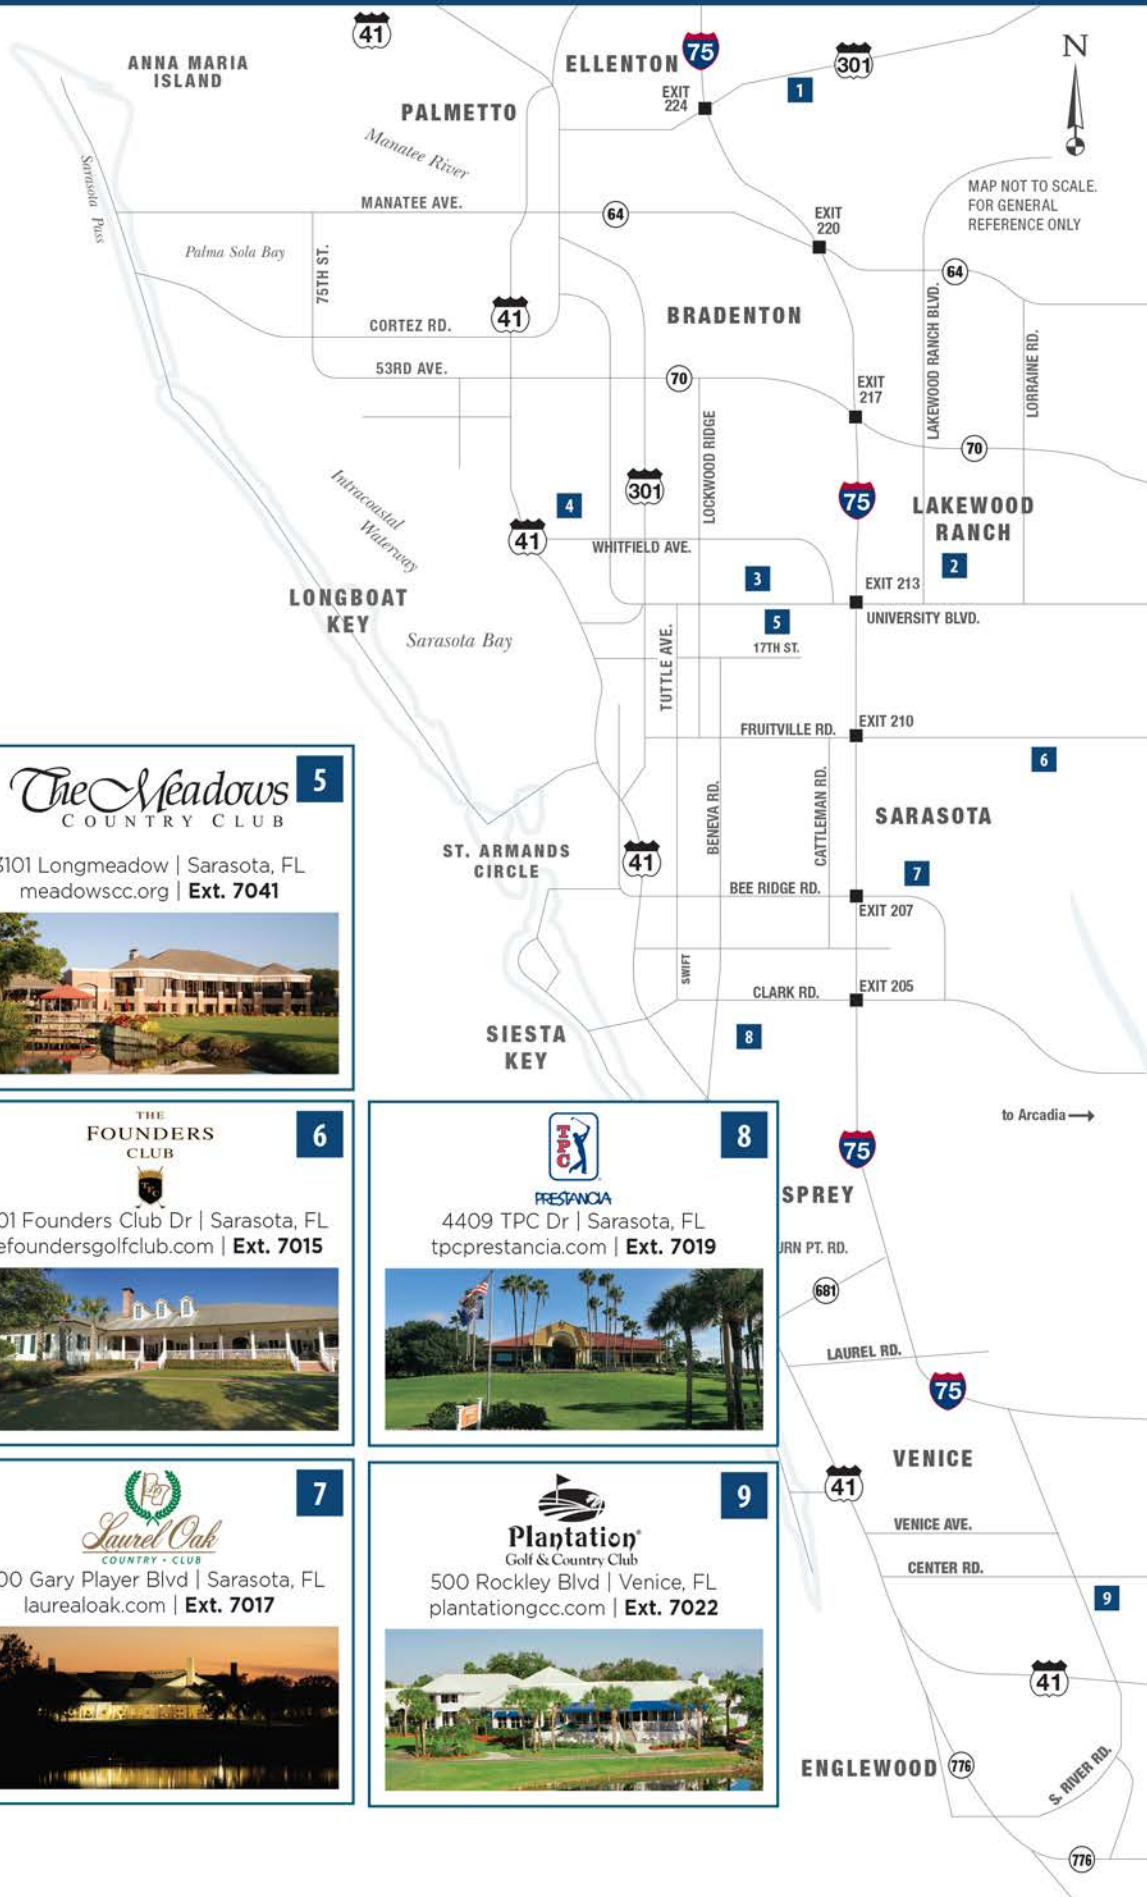 41
ANNA MARIA
ISLAND
ELLENTON
75
301
N
EXIT
224
1
PALMETTO
Manatee River
Sarasota Pass
MANATEE AVE.
64
MAP NOT TO SCALE.
FOR GENERAL
REFERENCE ONLY
EXIT
220
Palma Sola Bay
75TH ST.
64
LAKEWOOD RANCH BLVD.
LORRAINE RD.
41
BRADENTON
CORTEZ RD.
53RD AVE.
70
EXIT
217
LOCKWOOD RIDGE
70
Intracoastal
Waterway
301
75
4
LAKEWOOD
RANCH
41
WHITFIELD AVE.
2
3
EXIT 213
LONGBOAT
KEY
UNIVERSITY BLVD.
5
Sarasota Bay
17TH ST.
TUTTLE AVE.
EXIT 210
FRUITVILLE RD.
6
BENEVA RD.
CATTLEMAN RD.
SARASOTA
ST. ARMANDS
CIRCLE
41
7
BEE RIDGE RD.
EXIT 207
SWIFT
EXIT 205
CLARK RD.
SIESTA
KEY
8
to Arcadia
75
SPREY
URN PT. RD.
681
LAUREL RD.
75
VENICE
41
VENICE AVE.
CENTER RD.
9
41
ENGLEWOOD
776
S. RIVER RD.
776
The Meadows
COUNTRY CLUB
5
3101 Longmeadow | Sarasota, FL
meadowscc.org | Ext. 7041
THE
FOUNDERS
CLUB
TFC
6
01 Founders Club Dr | Sarasota, FL
efoundersgolfclub.com | Ext. 7015
Laurel Oak
COUNTRY • CLUB
7
00 Gary Player Blvd | Sarasota, FL
laurealoak.com | Ext. 7017
TPC
PRESTANCIA
8
4409 TPC Dr | Sarasota, FL
tpcprestancia.com | Ext. 7019
Plantation®
Golf & Country Club
9
500 Rockley Blvd | Venice, FL
plantationgcc.com | Ext. 7022